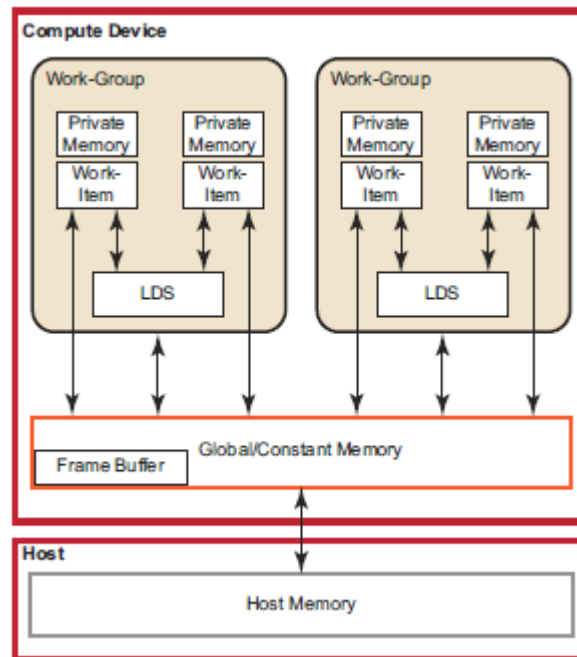 Compute Device
Work-Group
Work-Group
Private
Memory
Private
Memory
Private
Memory
Private
Memory
Work-
Item
Work-
Item
Work-
Item
Work-
Item
LDS
LDS
Global/Constant Memory
Frame Buffer
Host
Host Memory